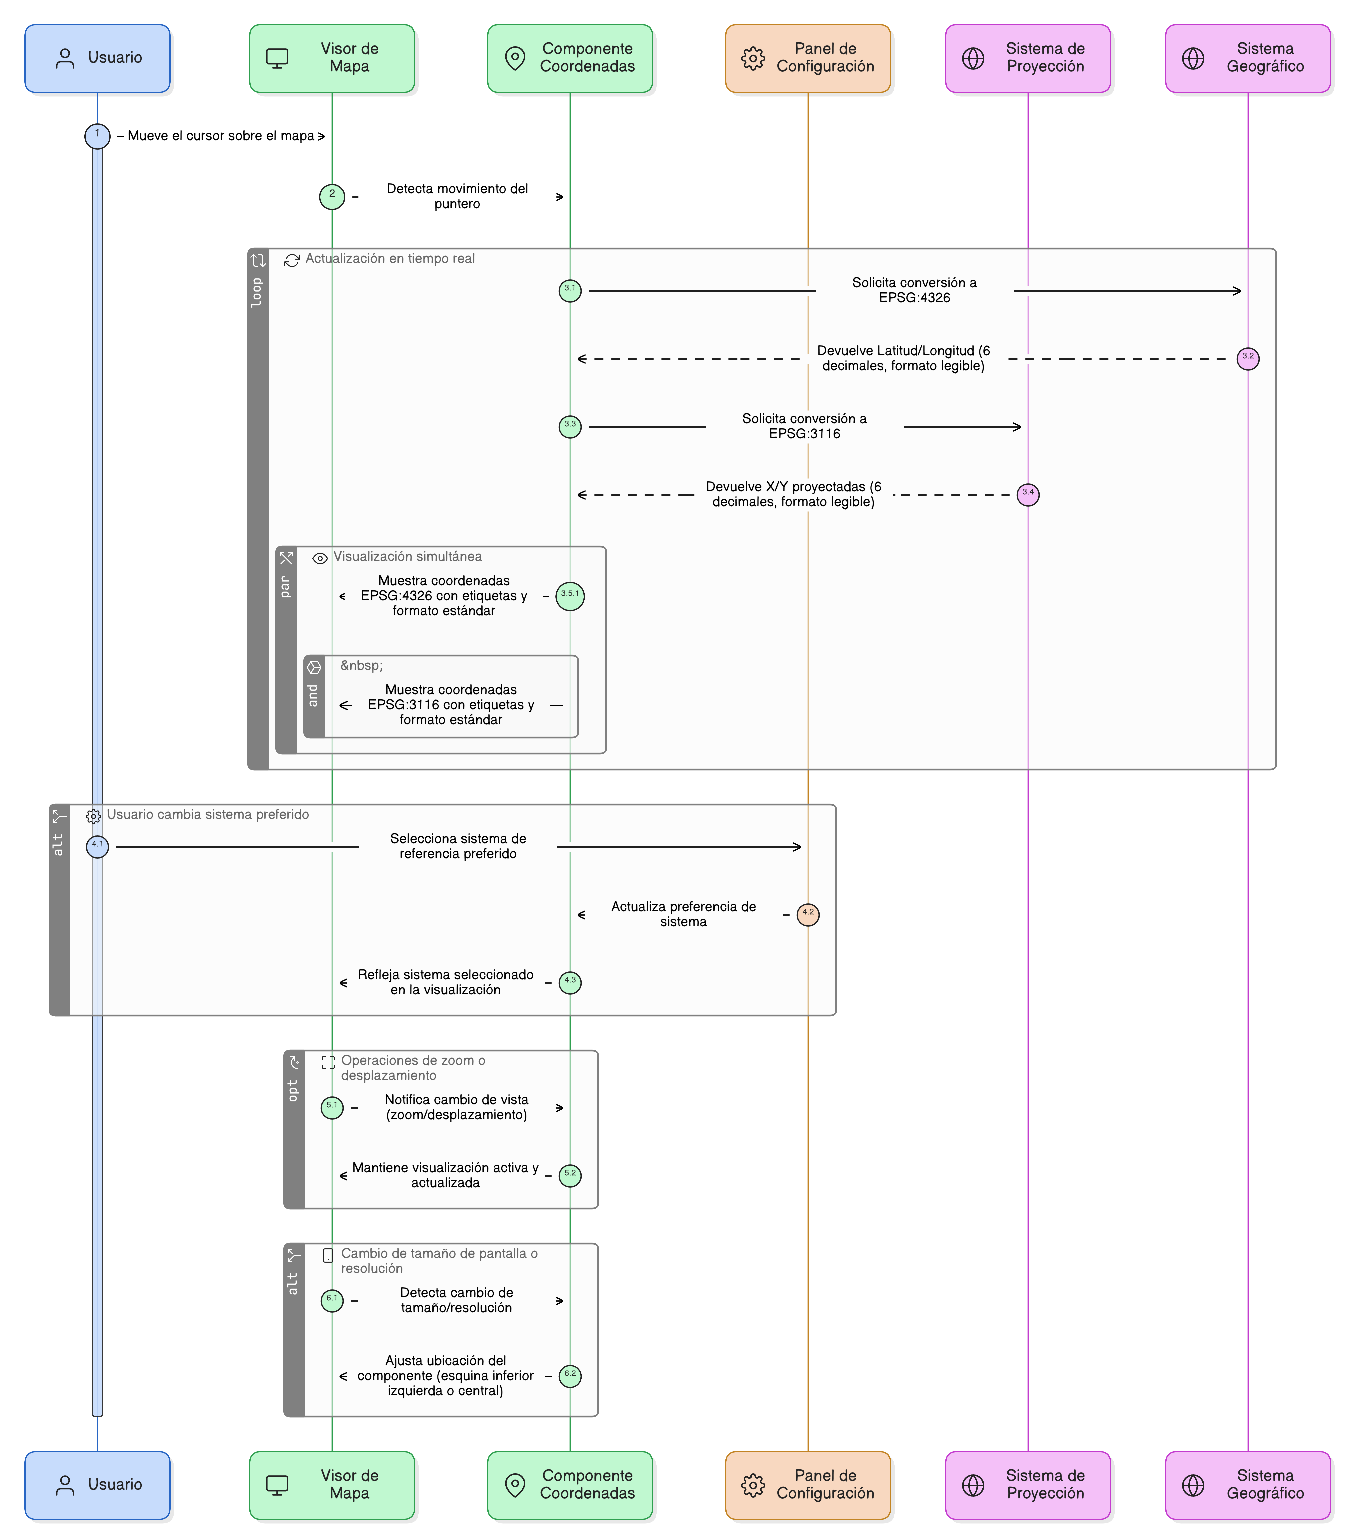 Usuario
Visor de
Mapa
Componente
Coordenadas
Panel de
Configuración
Sistema de
Proyección
Sistema
Geográfico
1
Mueve el cursor sobre el mapa
2
Detecta movimiento del
puntero
loop
Actualización en tiempo real
3.1
Solicita conversión a
EPSG:4326
Devuelve Latitud/Longitud (6
decimales, formato legible)
3.2
3.3
Solicita conversión a
EPSG:3116
Devuelve X/Y proyectadas (6
decimales, formato legible)
3.4
par
Visualización simultánea
Muestra coordenadas
EPSG:4326 con etiquetas y
formato estándar
3.5.1
and
&nbsp;
Muestra coordenadas
EPSG:3116 con etiquetas y
formato estándar
alt
Usuario cambia sistema preferido
4.1
Selecciona sistema de
referencia preferido
Actualiza preferencia de
sistema
4.2
Refleja sistema seleccionado
en la visualización
4.3
opt
Operaciones de zoom o
desplazamiento
5.1
Notifica cambio de vista
(zoom/desplazamiento)
Mantiene visualización activa y
actualizada
5.2
alt
Cambio de tamaño de pantalla o
resolución
6.1
Detecta cambio de
tamaño/resolución
Ajusta ubicación del
componente (esquina inferior
izquierda o central)
6.2
Usuario
Visor de
Mapa
Componente
Coordenadas
Panel de
Configuración
Sistema de
Proyección
Sistema
Geográfico